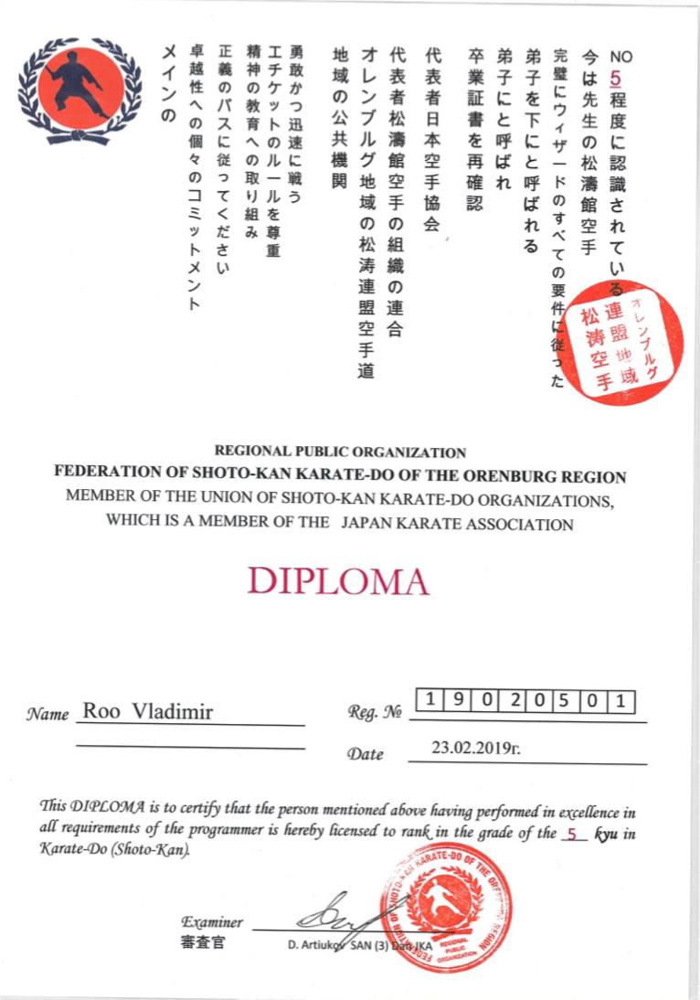 NO
5程度に認識されている
今は先生の松濤館空手
完璧にウィザードのすべての要件に従った
弟子を下にと呼ばれる
弟子にと呼ばれ
卒業証書を再確認
代表者日本空手協会
代表者松濤館空手の組織の連合
オレンブルグ地域の松涛連盟空手道
地域の公共機関
勇敢かつ迅速に戦う
エチケットのルールを尊重
精神の教育への取り組み
正義のパスに従ってください
卓越性への個々のコミットメント
メインの
オレンブルグ
連盟地域
松涛空手
REGIONAL PUBLIC ORGANIZATION
FEDERATION OF SHOTO-KAN KARATE-DO OF THE ORENBURG REGION
MEMBER OF THE UNION OF SHOTO-KAN KARATE-DO ORGANIZATIONS,
WHICH IS A MEMBER OF THE JAPAN KARATE ASSOCIATION
DIPLOMA
Name Roo Vladimir
Reg. № 19020501
Date 23.02.2019г.
This DIPLOMA is to certify that the person mentioned above having performed in excellence in
all requirements of the programmer is hereby licensed to rank in the grade of the 5 kyu in
Karate-Do (Shoto-Kan).
Examiner
審査官
D. Artiukov SAN (3) Dan JKA
FEDERATION OF SHOTO-KAN KARATE-DO OF THE ORENBURG REGION
REGIONAL
PUBLIC
ORGANIZATION